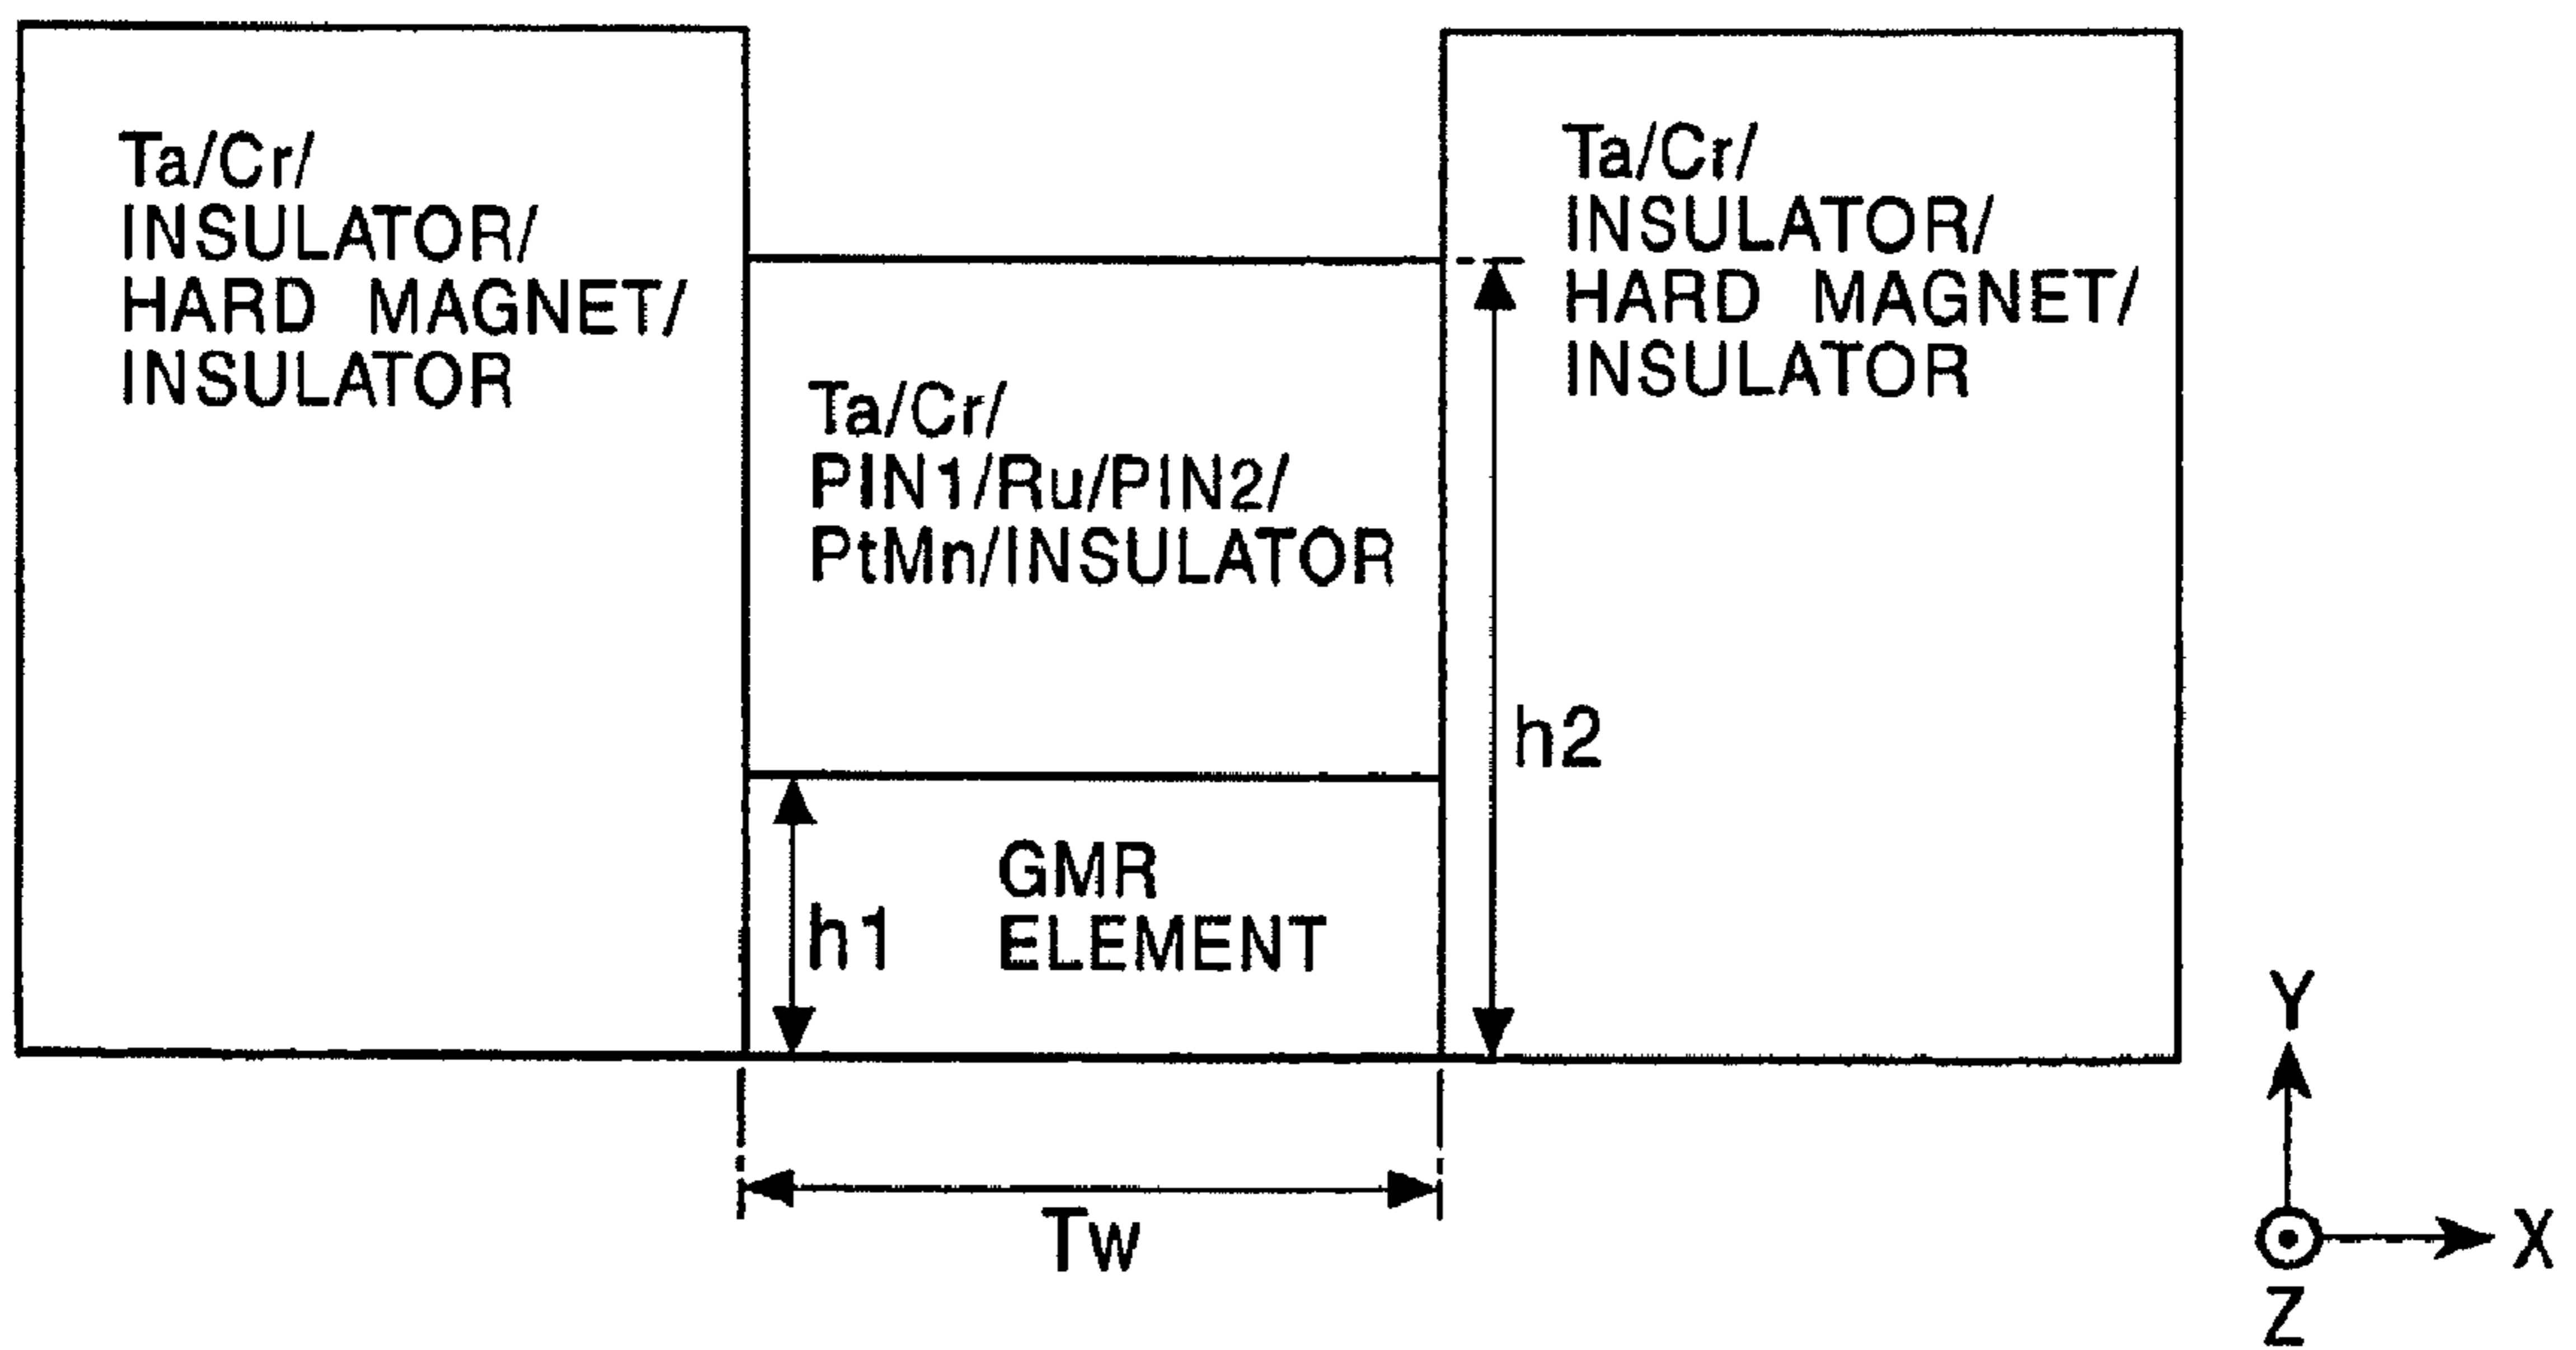 Ta/Cr/
INSULATOR/
HARD MAGNET/
INSULATOR
Ta/Cr/
PIN1/Ru/PIN2/
PtMn/INSULATOR
Ta/Cr/
INSULATOR/
HARD MAGNET/
INSULATOR
h2
h1
GMR
ELEMENT
Tw
Y
X
Z